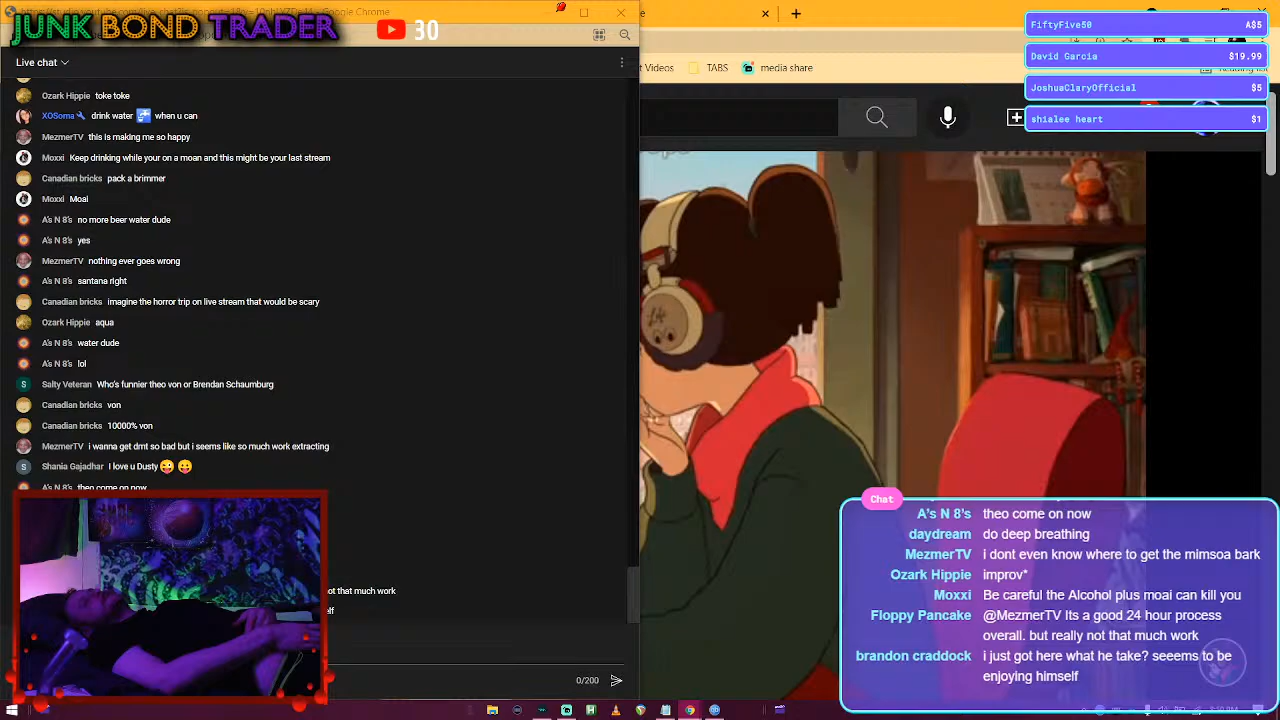 JUNK BOND TRADER
30
Google Chrome
Live chat
Ozark Hippie toke toke
XOSoma drink water when u can
MezmerTV this is making me so happy
Moxxi Keep drinking while your on a moan and this might be your last stream
Canadian bricks pack a brimmer
Moxxi Moai
A's N 8's no more beer water dude
A's N 8's yes
MezmerTV nothing ever goes wrong
A's N 8's santana right
Canadian bricks imagine the horror trip on live stream that would be scary
Ozark Hippie aqua
A's N 8's water dude
A's N 8's lol
Salty Veteran Who's funnier theo von or Brendan Schaumburg
Canadian bricks von
Canadian bricks 10000% von
MezmerTV i wanna get dmt so bad but i seems like so much work extracting
Shania Gajadhar I love u Dusty
A's N 8's then come on now
ot that much work
elf
0/200
t Videos
TABS
media share
FiftyFive50 A$5
David Garcia $19.99
JoshuaClaryOfficial $5
shialee heart $1
Chat
A's N 8's theo come on now
daydream do deep breathing
MezmerTV i dont even know where to get the mimsoa bark
Ozark Hippie improv*
Moxxi Be careful the Alcohol plus moai can kill you
Floppy Pancake @MezmerTV Its a good 24 hour process
overall. but really not that much work
brandon craddock i just got here what he take? seeems to be
enjoying himself